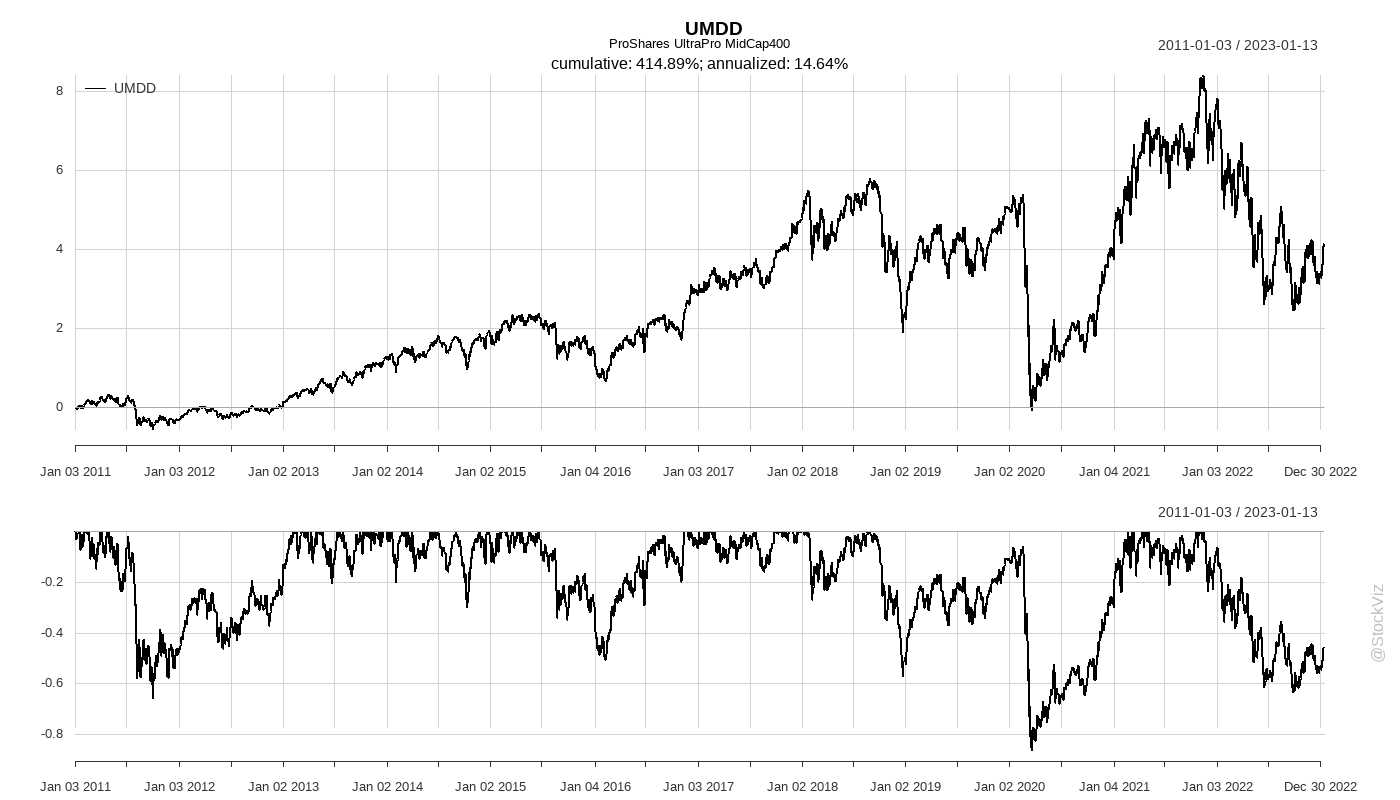 UMDD
ProShares UltraPro MidCap400
2011-01-03 / 2023-01-13
cumulative: 414.89%; annualized: 14.64%
UMDD
8
6
4
2
0
Jan 03 2011 Jan 03 2012 Jan 02 2013 Jan 02 2014 Jan 02 2015 Jan 04 2016 Jan 03 2017 Jan 02 2018 Jan 02 2019 Jan 02 2020 Jan 04 2021 Jan 03 2022 Dec 30 2022
2011-01-03 / 2023-01-13
-0.2
-0.4
-0.6
-0.8
Jan 03 2011 Jan 03 2012 Jan 02 2013 Jan 02 2014 Jan 02 2015 Jan 04 2016 Jan 03 2017 Jan 02 2018 Jan 02 2019 Jan 02 2020 Jan 04 2021 Jan 03 2022 Dec 30 2022
@StockViz